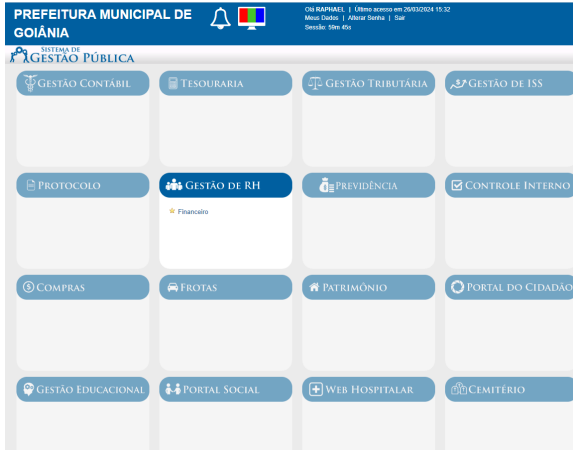 PREFEITURA MUNICIPAL DE
GOIÂNIA
Olá RAPHAEL | Último acesso em 26/03/2024 15:32
Meus Dados | Alterar Senha | Sair
Sessão: 59m 45s
SISTEMA DE
GESTÃO PÚBLICA
GESTÃO CONTÁBIL
TESOURARIA
GESTÃO TRIBUTÁRIA
GESTÃO DE ISS
PROTOCOLO
GESTÃO DE RH
PREVIDÊNCIA
CONTROLE INTERNO
Financeiro
COMPRAS
FROTAS
PATRIMÔNIO
PORTAL DO CIDADÃO
GESTÃO EDUCACIONAL
PORTAL SOCIAL
WEB HOSPITALAR
CEMITÉRIO